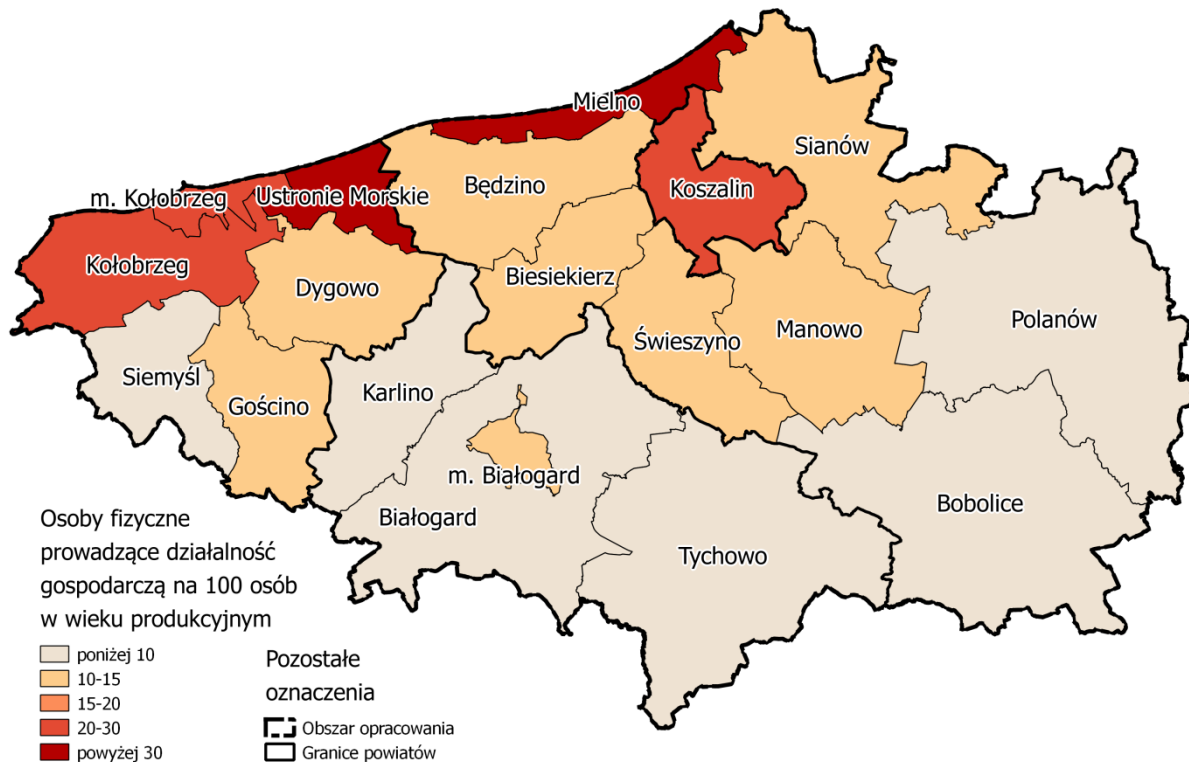 Mielno
Sianów
m. Kołobrzeg
Ustronie Morskie
Będzino
Koszalin
Kołobrzeg
Dygowo
Biesiekierz
Polanów
Świeszyno
Manowo
Siemyśl
Karlino
Gościno
m. Białogard
Bobolice
Białogard
Tychowo
Osoby fizyczne
prowadzące działalność
gospodarczą na 100 osób
w wieku produkcyjnym
poniżej 10
10-15
15-20
20-30
powyżej 30
Pozostałe
oznaczenia
Obszar opracowania
Granice powiatów